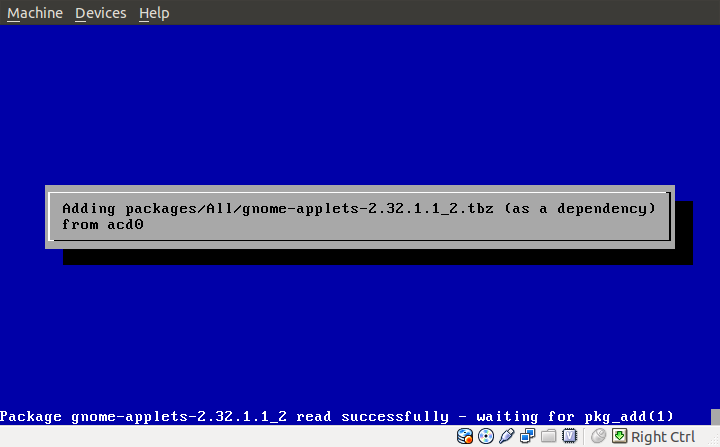 Machine Devices Help
Adding packages/All/gnome-applets-2.32.1.1_2.tbz (as a dependency)
from acd0
Package gnome-applets-2.32.1.1_2 read successfully - waiting for pkg_add(1)
Right Ctrl